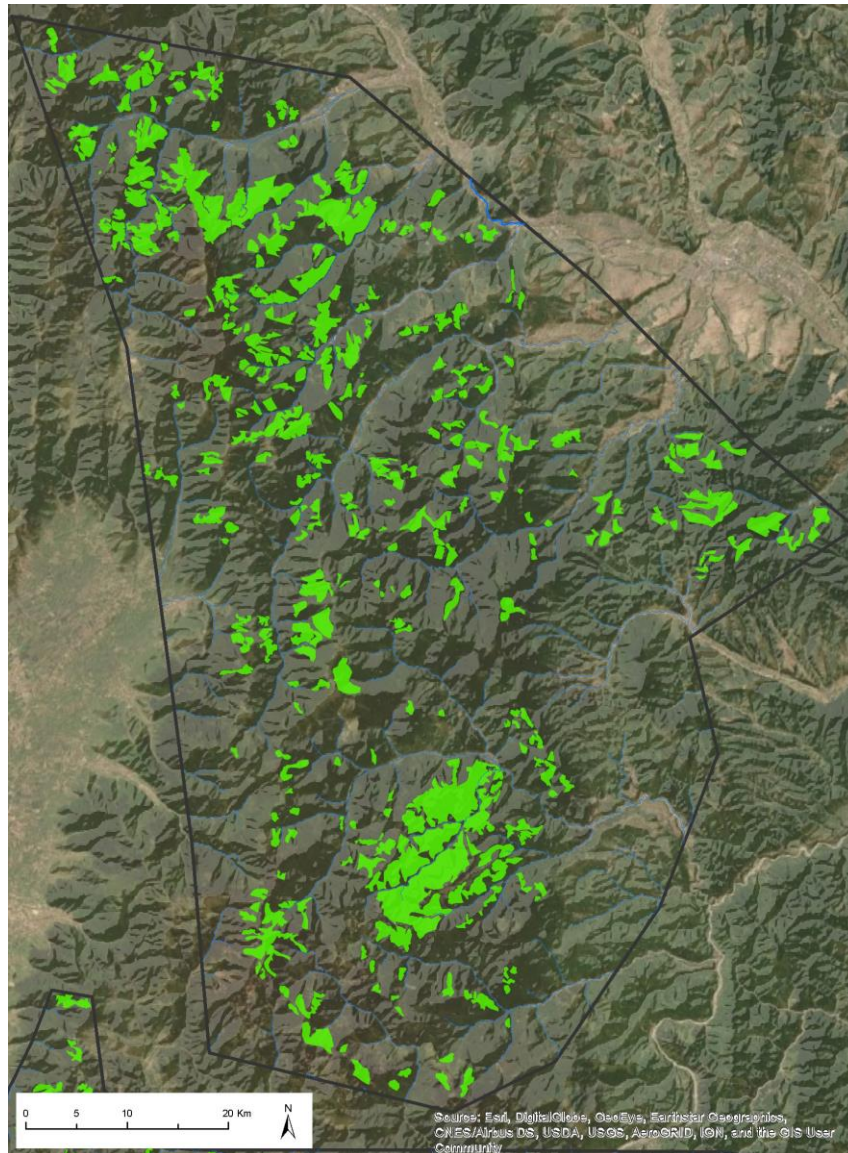 0 5 10 20 Km
N
Source: Esri, DigitalGlobe, GeoEye, Earthstar Geographics,
CNES/Airbus DS, USDA, USGS, AeroGRID, IGN, and the GIS User
Community